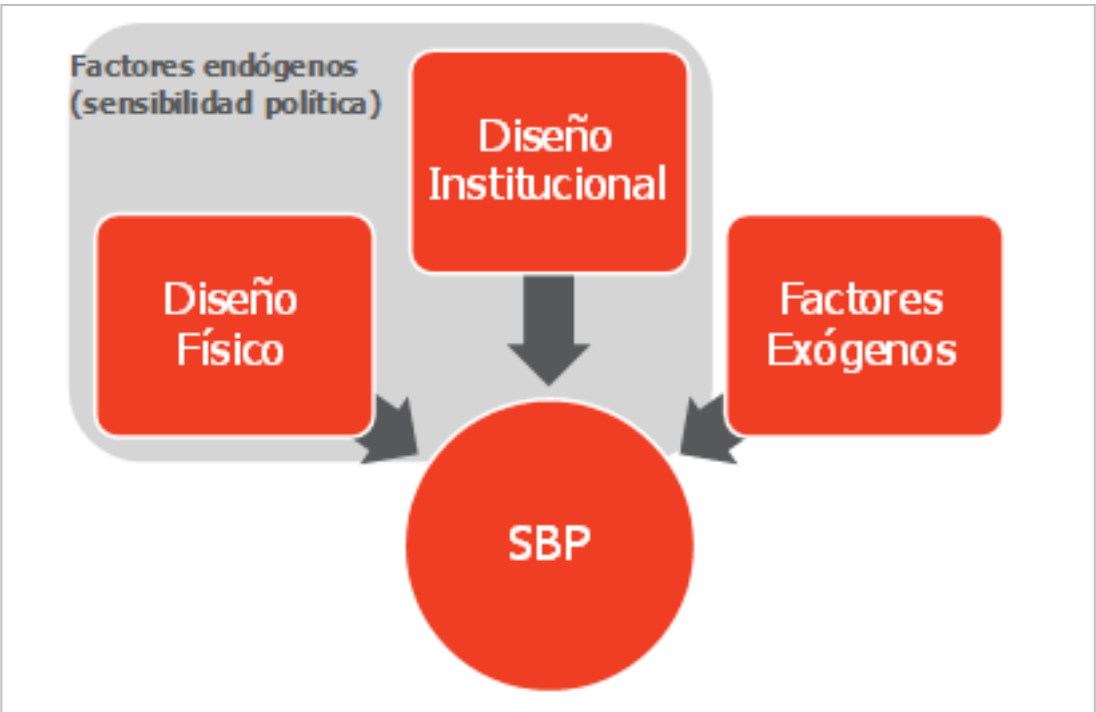 Factores endógenos
(sensibilidad política)
Diseño
Institucional
Diseño
Físico
Factores
Exógenos
SBP